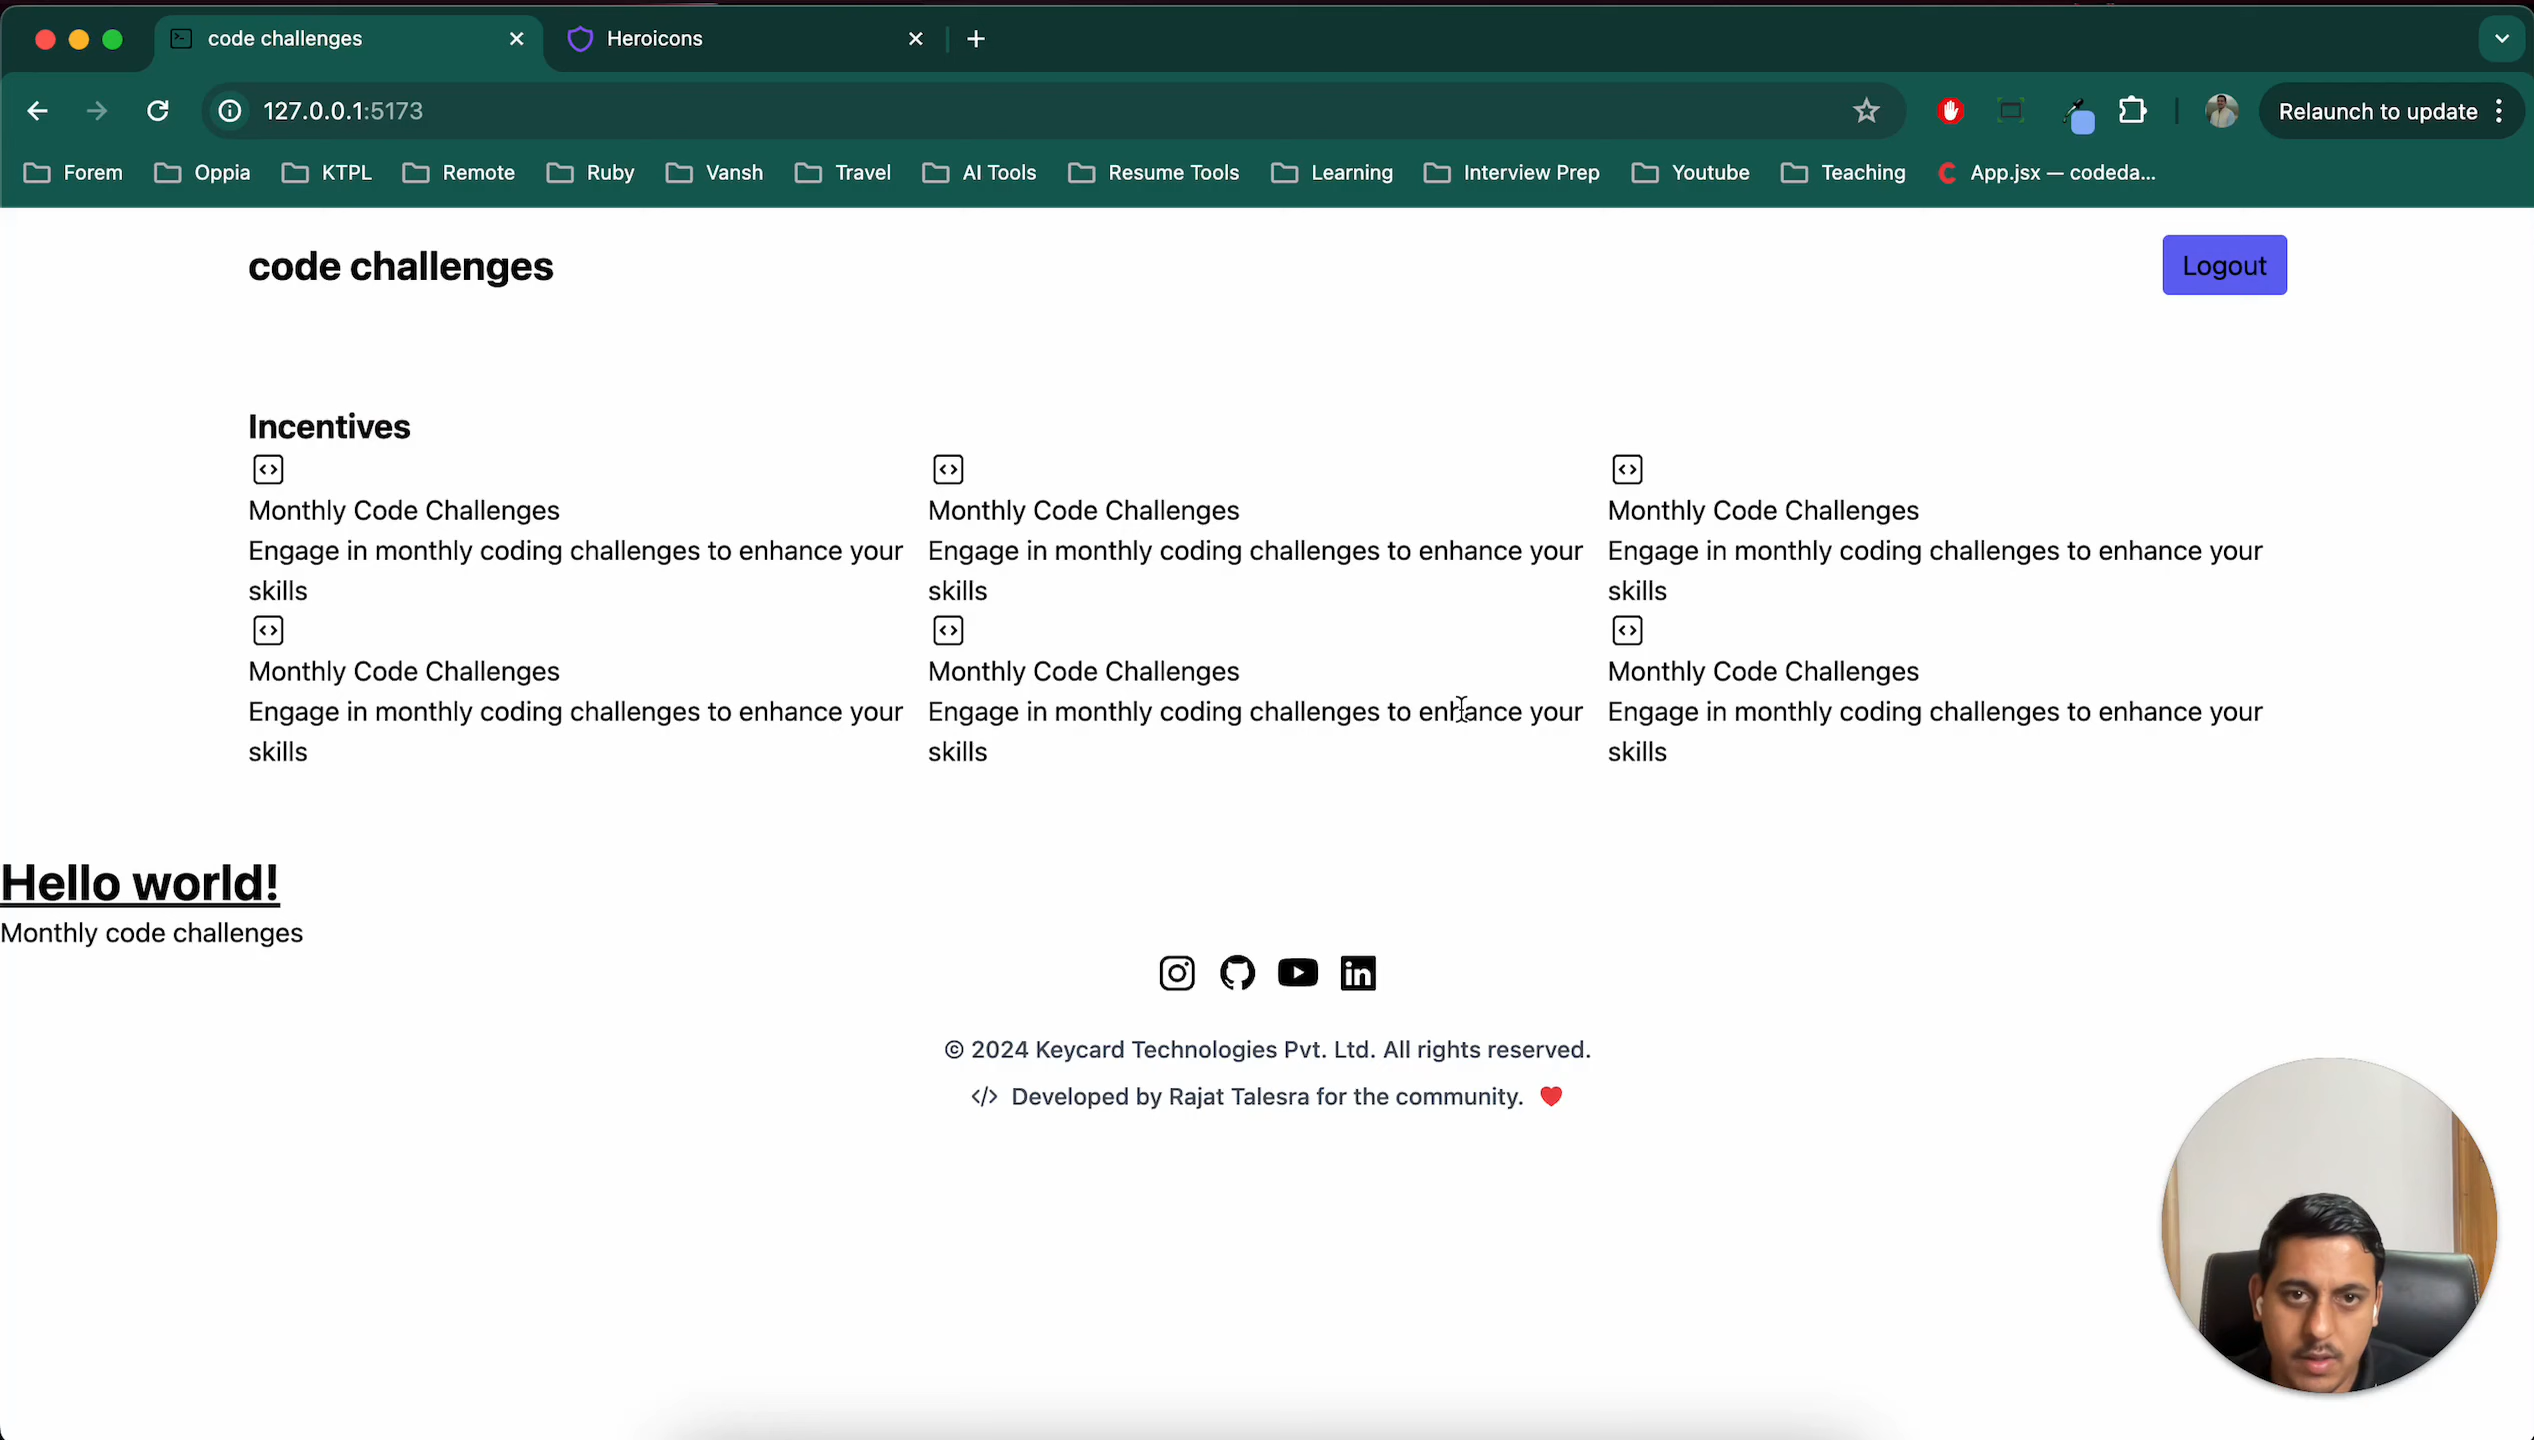 code challenges
Heroicons
127.0.0.1:5173
Relaunch to update
Forem
Oppia
KTPL
Remote
Ruby
Vansh
Travel
AI Tools
Resume Tools
Learning
Interview Prep
Youtube
Teaching
App.jsx — codeda...
code challenges
Logout
Incentives
Monthly Code Challenges
Engage in monthly coding challenges to enhance your
skills
Monthly Code Challenges
Engage in monthly coding challenges to enhance your
skills
Monthly Code Challenges
Engage in monthly coding challenges to enhance your
skills
Monthly Code Challenges
Engage in monthly coding challenges to enhance your
skills
Monthly Code Challenges
Engage in monthly coding challenges to enhance your
skills
Monthly Code Challenges
Engage in monthly coding challenges to enhance your
skills
Hello world!
Monthly code challenges
© 2024 Keycard Technologies Pvt. Ltd. All rights reserved.
</> Developed by Rajat Talesra for the community. ❤️